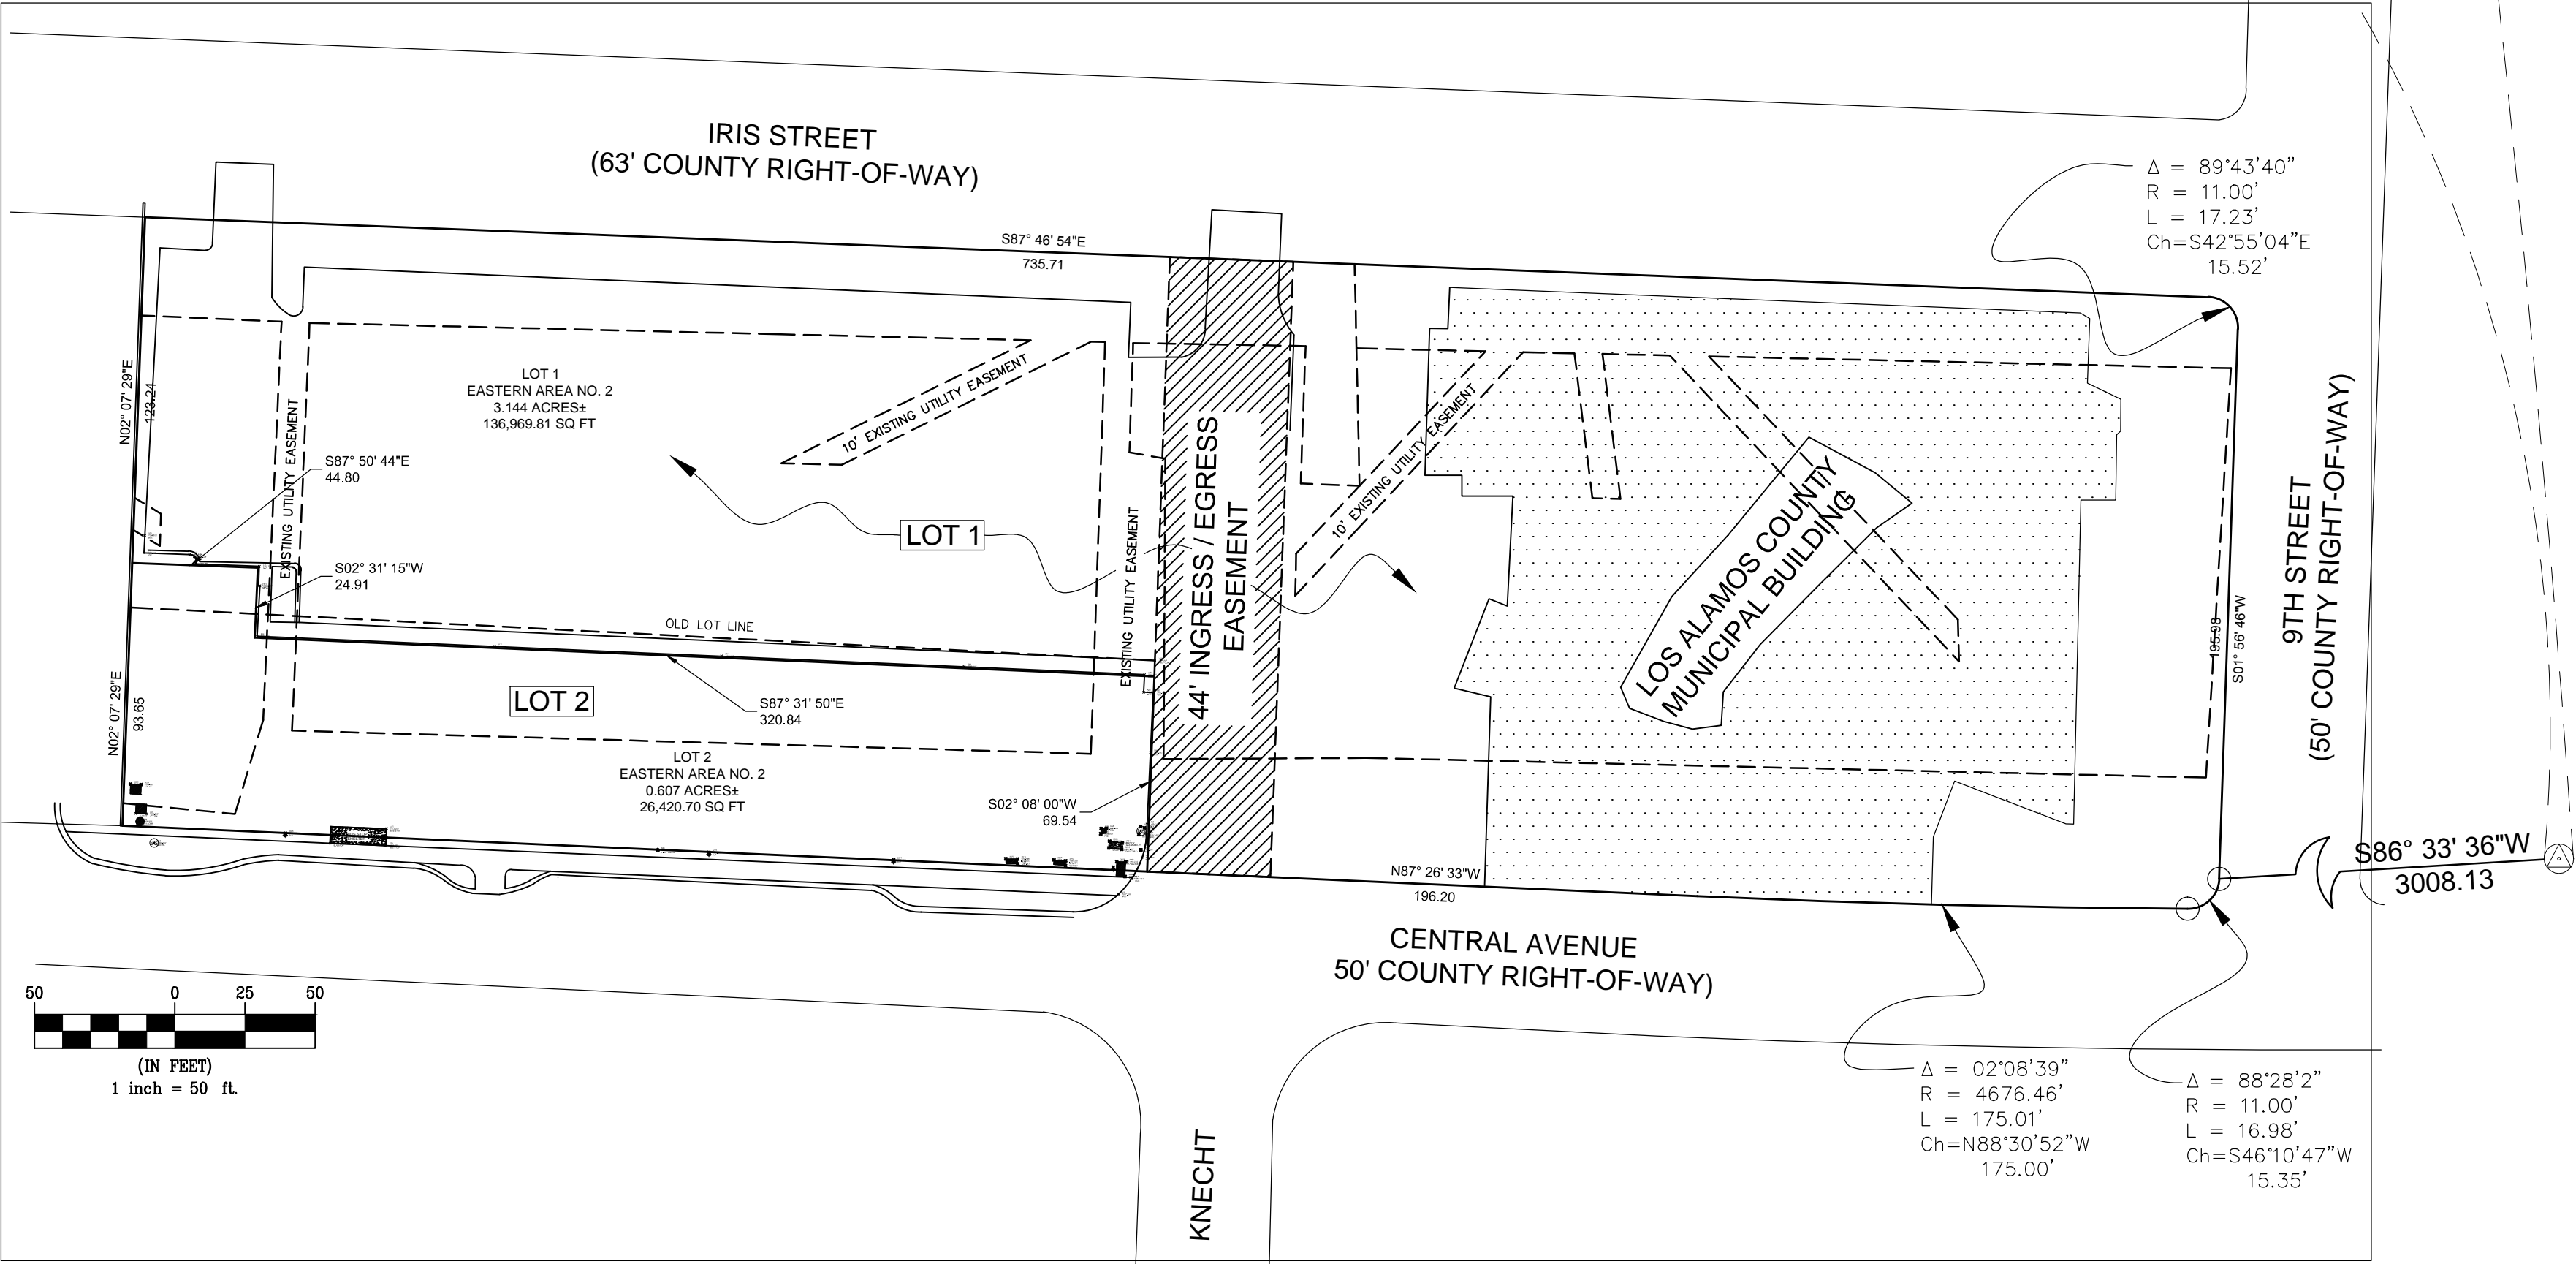 IRIS STREET
(63' COUNTY RIGHT-OF-WAY)
Δ = 89°43'40"
R = 11.00'
L = 17.23'
Ch=S42°55'04"E
15.52'
S87° 46' 54"E
735.71
N02° 07' 29"E
123.24
LOT 1
EASTERN AREA NO. 2
3.144 ACRES±
136,969.81 SQ FT
EXISTING UTILITY EASEMENT
10' EXISTING UTILITY EASEMENT
S87° 50' 44"E
44.80
S02° 31' 15"W
24.91
LOT 1
EXISTING UTILITY EASEMENT
44' INGRESS / EGRESS
EASEMENT
10' EXISTING UTILITY EASEMENT
LOS ALAMOS COUNTY
MUNICIPAL BUILDING
195.98
S01° 56' 46"W
9TH STREET
(50' COUNTY RIGHT-OF-WAY)
OLD LOT LINE
N02° 07' 29"E
93.65
LOT 2
S87° 31' 50"E
320.84
LOT 2
EASTERN AREA NO. 2
0.607 ACRES±
26,420.70 SQ FT
S02° 08' 00"W
69.54
N87° 26' 33"W
196.20
S86° 33' 36"W
3008.13
CENTRAL AVENUE
50' COUNTY RIGHT-OF-WAY)
50 0 25 50
(IN FEET)
1 inch = 50 ft.
KNECHT
Δ = 02°08'39"
R = 4676.46'
L = 175.01'
Ch=N88°30'52"W
175.00'
Δ = 88°28'2"
R = 11.00'
L = 16.98'
Ch=S46°10'47"W
15.35'